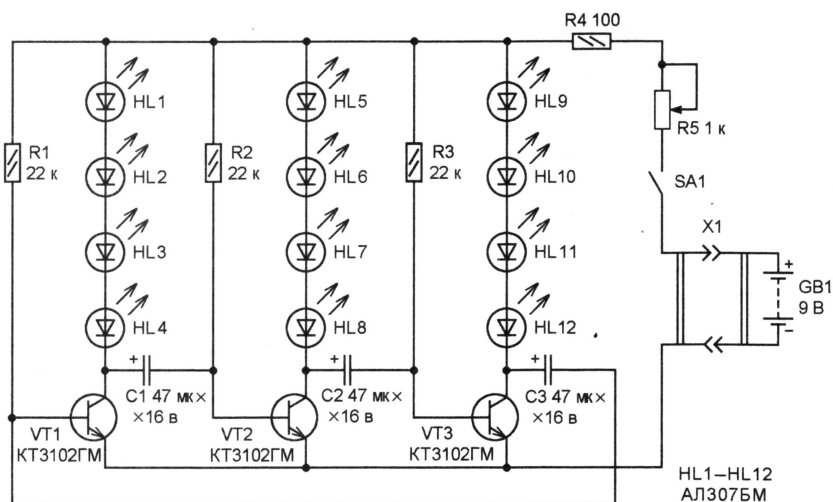 R4 100
HL1
HL5
HL9
R5 1 к
R1
22 к
R2
22 к
R3
22 к
HL2
HL6
HL10
SA1
X1
HL3
HL7
HL11
+
GB1
9 В
−
HL4
HL8
HL12
+
C1 47 мк×
×16 в
+
C2 47 мк×
×16 в
+
C3 47 мк×
×16 в
VT1
КТ3102ГМ
VT2
КТ3102ГМ
VT3
КТ3102ГМ
HL1–HL12
АЛ307БМ